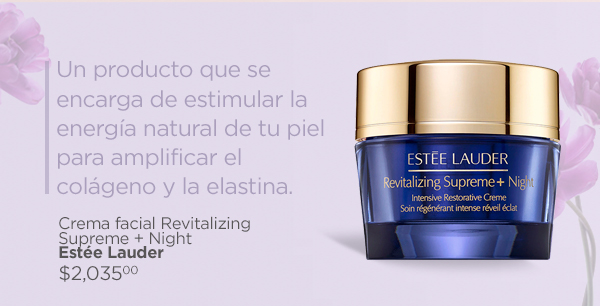 Un producto que se
encarga de estimular la
energía natural de tu piel
para amplificar el
colágeno y la elastina.
Crema facial Revitalizing
Supreme + Night
Estée Lauder
$2,035⁰⁰
ESTĒE LAUDER
Revitalizing Supreme+ Night
Intensive Restorative Creme
Soin régénérant intense réveil éclat